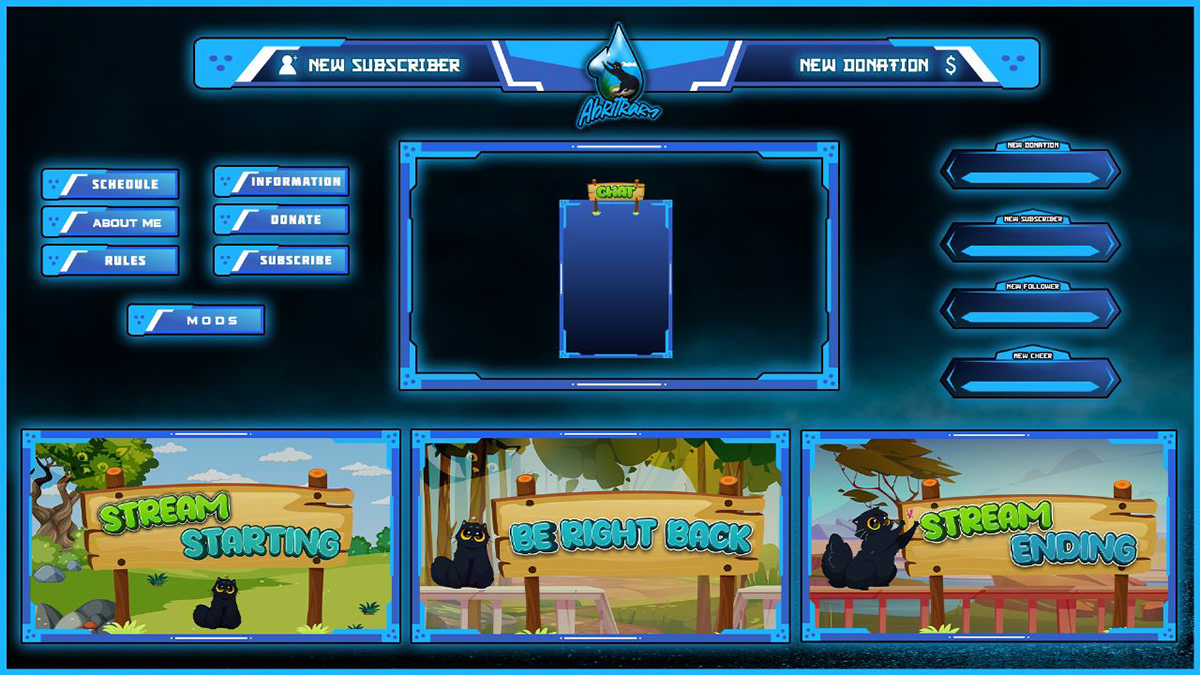 NEW SUBSCRIBER
NEW DONATION $
AbRiTRaRy
SCHEDULE
INFORMATION
ABOUT ME
DONATE
RULES
SUBSCRIBE
MODS
CHAT
NEW DONATION
NEW SUBSCRIBER
NEW FOLLOWER
NEW CHEER
STREAM
STARTING
BE RIGHT BACK
STREAM
ENDING